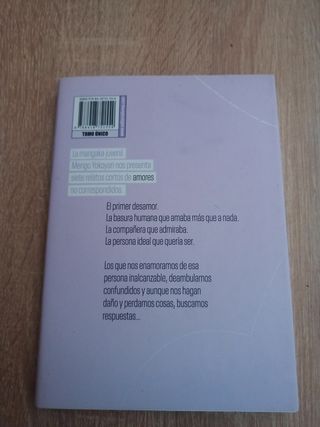 TOMO ÚNICO
La mangaka juvenil
Mengo Yokoyari nos presenta
siete relatos cortos de amores
no correspondidos.
El primer desamor.
La basura humana que amaba más que a nada.
La compañera que admiraba.
La persona ideal que quería ser.
Los que nos enamoramos de esa
persona inalcanzable, deambulamos
confundidos y aunque nos hagan
daño y perdamos cosas, buscamos
respuestas...